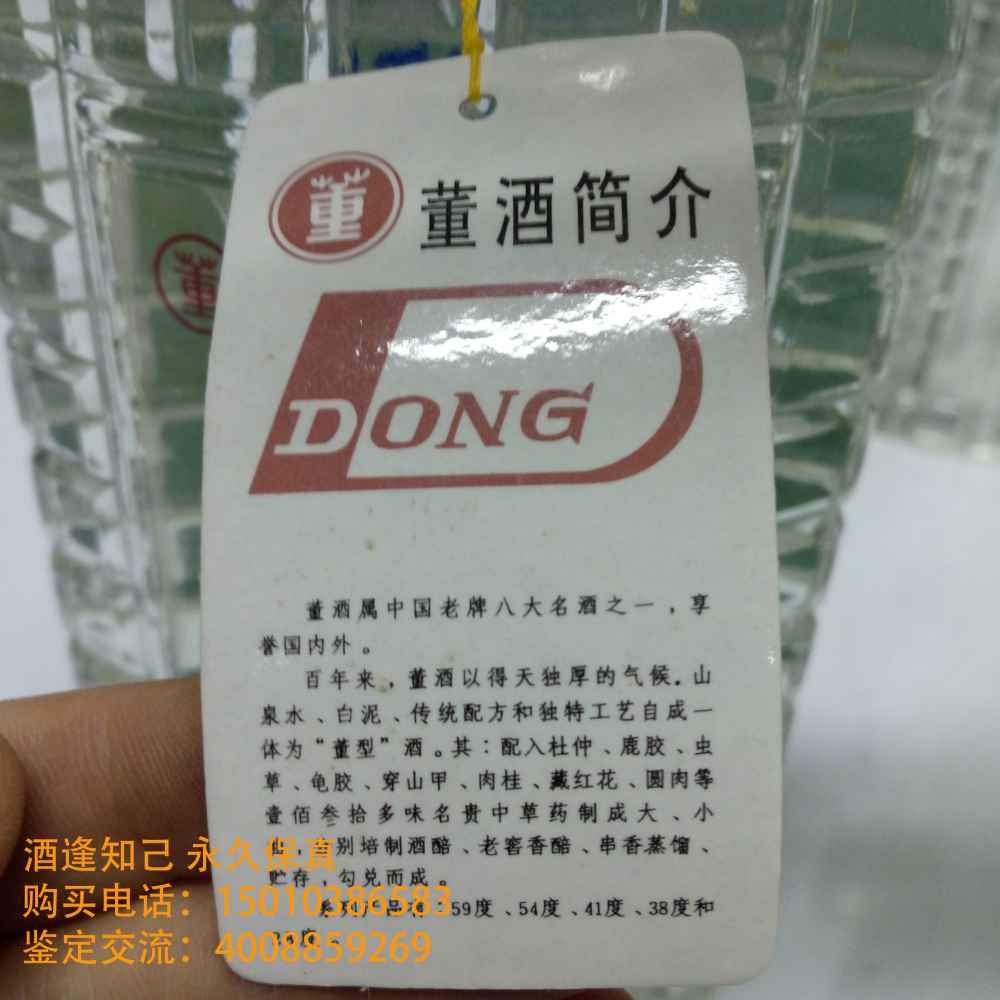 董 董酒简介
董
DONG
董酒属中国老牌八大名酒之一，享
誉国内外。
百年来，董酒以得天独厚的气候．山
泉水、白泥、传统配方和独特工艺自成一
体为“董型”酒。其：配入杜仲、鹿胶、虫
草、龟胶、穿山甲、肉桂、藏红花、圆肉等
壹佰叁拾多味名贵中草药制成大、小
别培制酒醅、老窖香醅、串香蒸馏、
贮存、勾兑而成。
59度、54度、41度、38度和
酒逢知己 永久保真
购买电话：15010386583
鉴定交流：4008859269